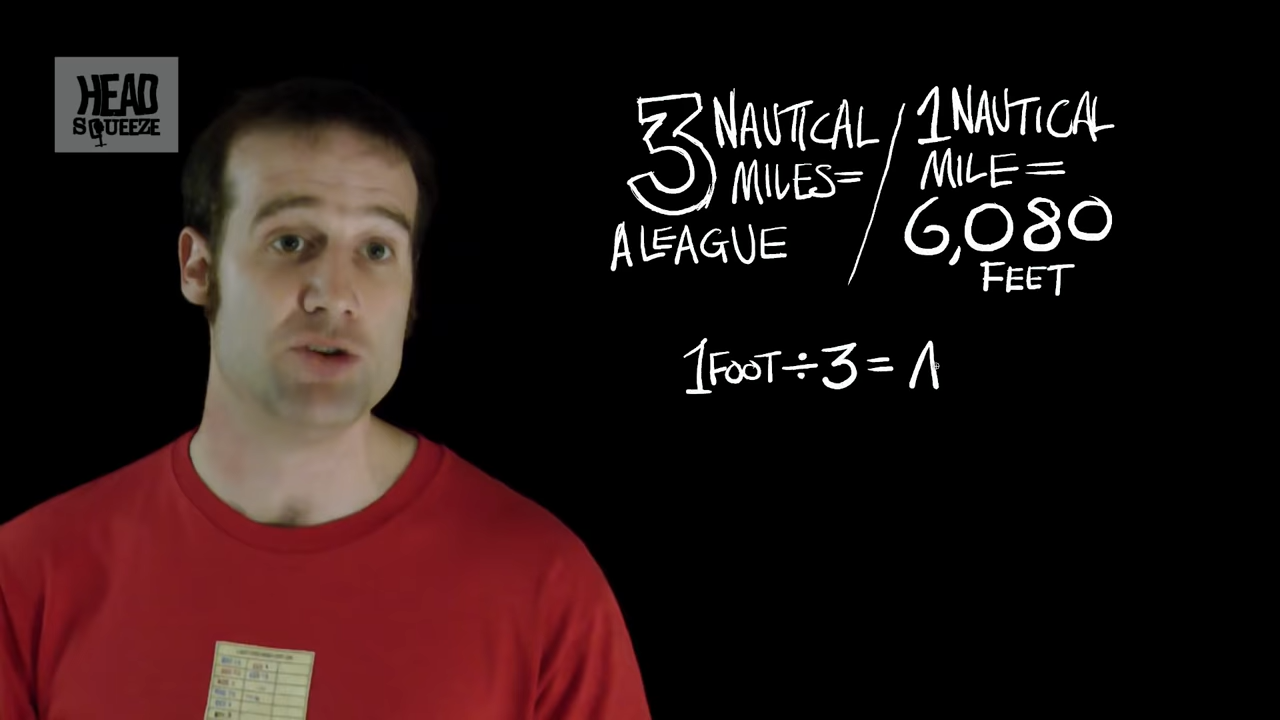 HEAD
SQUEEZE
3 NAUTICAL
MILES=
A LEAGUE
/
1 NAUTICAL
MILE=
6,080
FEET
1 FOOT÷3=